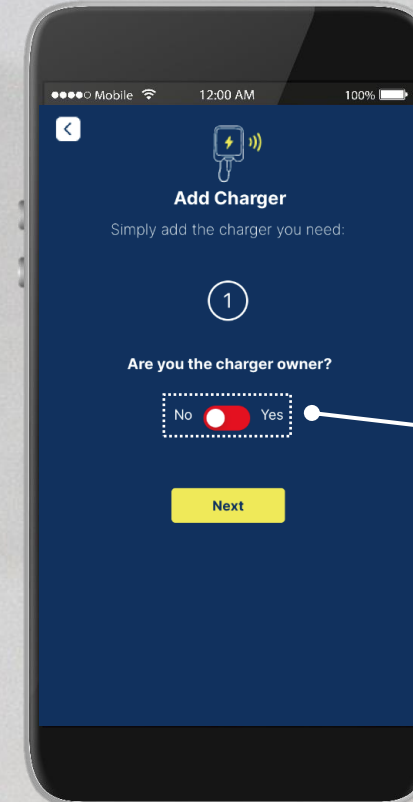 Mobile 12:00 AM 100%
Add Charger
Simply add the charger you need:
1
Are you the charger owner?
No Yes
Next